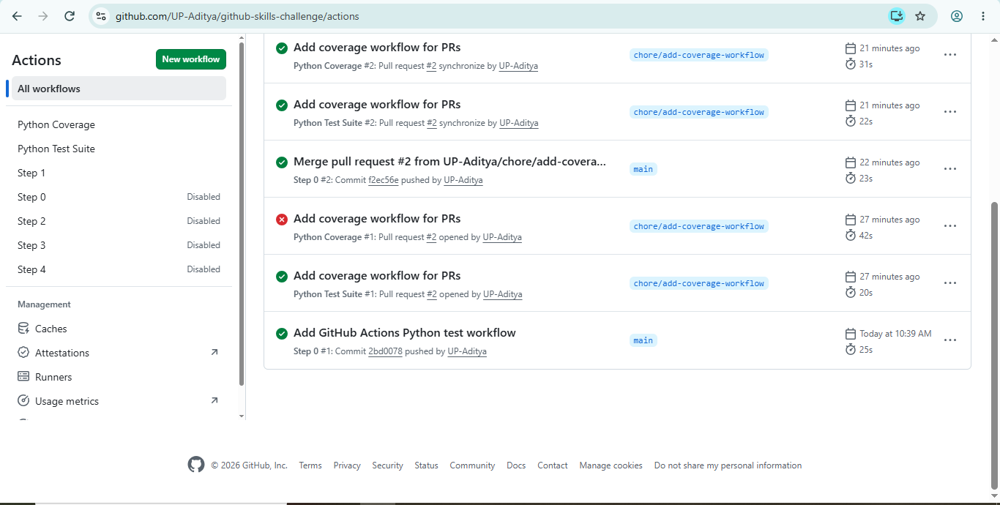 github.com/UP-Aditya/github-skills-challenge/actions
Actions
New workflow
All workflows
Python Coverage
Python Test Suite
Step 1
Step 0 Disabled
Step 2 Disabled
Step 3 Disabled
Step 4 Disabled
Management
Caches
Attestations
Runners
Usage metrics
Add coverage workflow for PRs
Python Coverage #2: Pull request #2 synchronize by UP-Aditya
chore/add-coverage-workflow
21 minutes ago
31s
Add coverage workflow for PRs
Python Test Suite #2: Pull request #2 synchronize by UP-Aditya
chore/add-coverage-workflow
21 minutes ago
22s
Merge pull request #2 from UP-Aditya/chore/add-covera...
Step 0 #2: Commit f2ec56e pushed by UP-Aditya
main
22 minutes ago
23s
Add coverage workflow for PRs
Python Coverage #1: Pull request #2 opened by UP-Aditya
chore/add-coverage-workflow
27 minutes ago
42s
Add coverage workflow for PRs
Python Test Suite #1: Pull request #2 opened by UP-Aditya
chore/add-coverage-workflow
27 minutes ago
20s
Add GitHub Actions Python test workflow
Step 0 #1: Commit 2bd0078 pushed by UP-Aditya
main
Today at 10:39 AM
25s
© 2026 GitHub, Inc. Terms Privacy Security Status Community Docs Contact Manage cookies Do not share my personal information